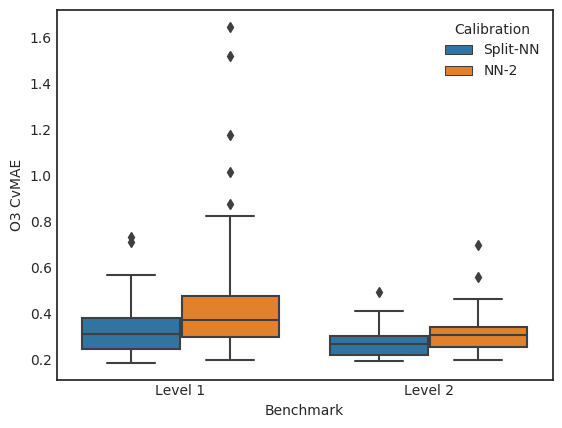 Calibration
Split-NN
NN-2
O3 CvMAE
1.6
1.4
1.2
1.0
0.8
0.6
0.4
0.2
Level 1
Level 2
Benchmark